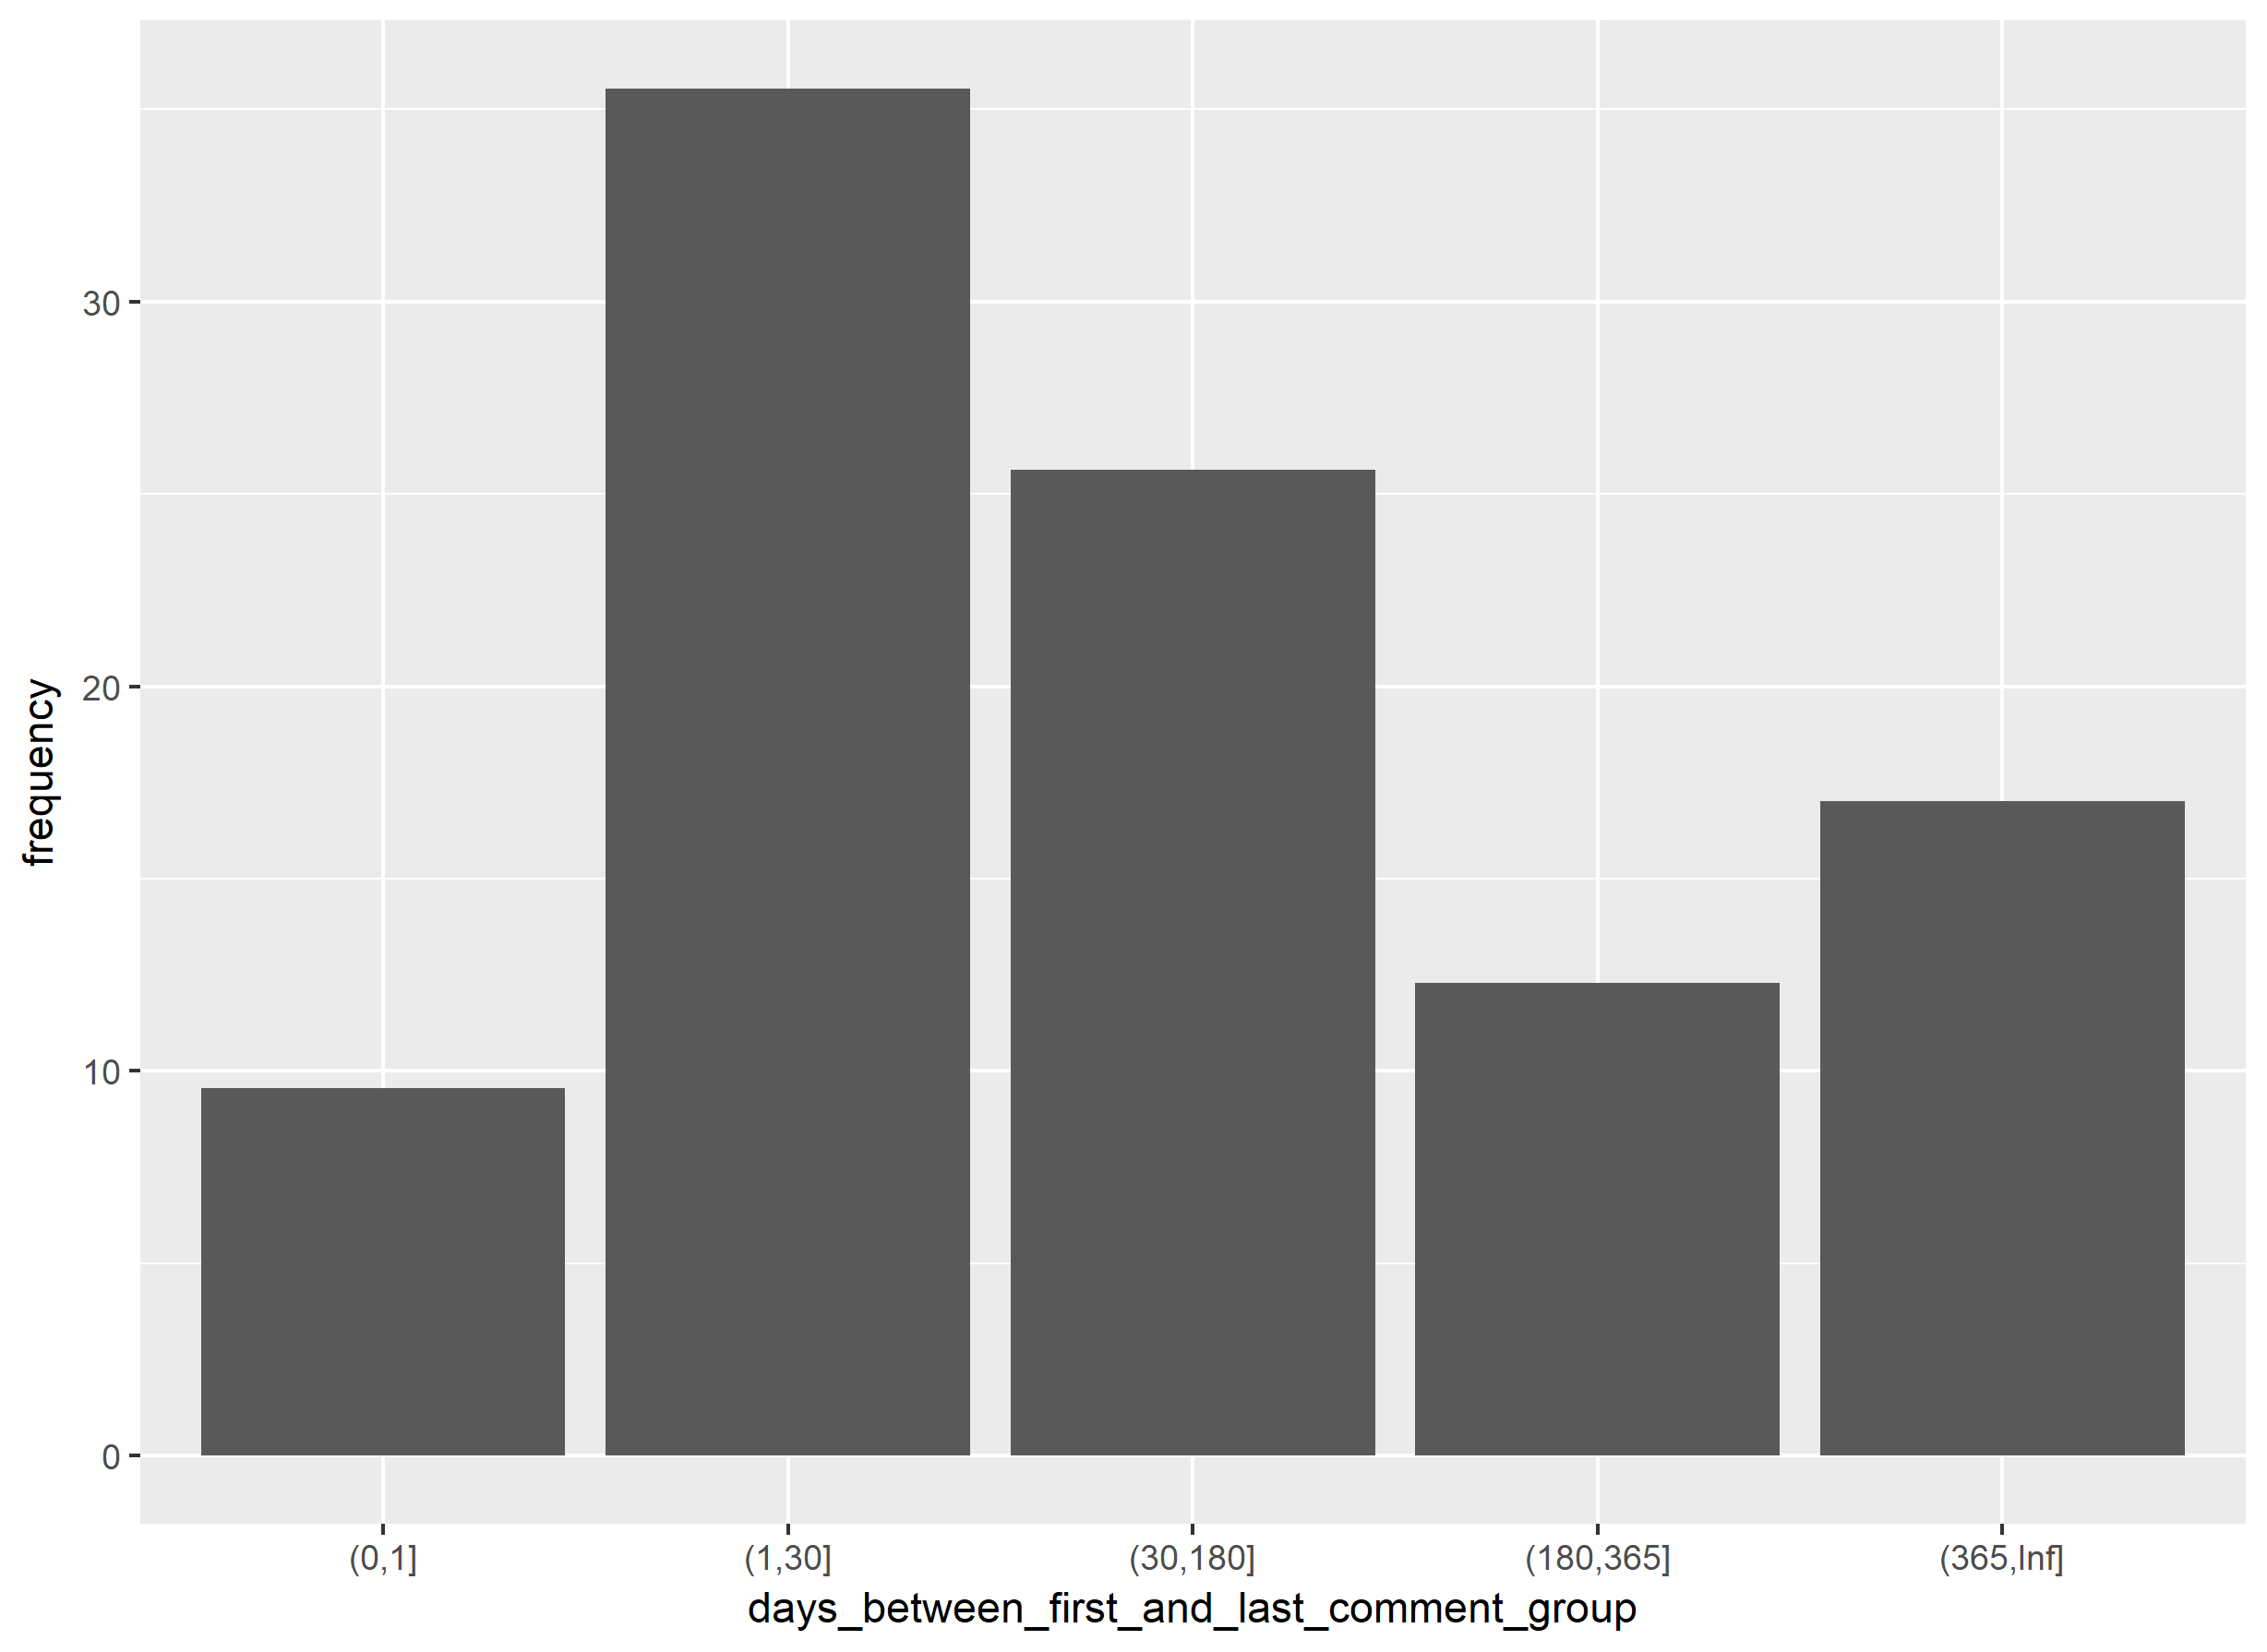 frequency
30
20
10
0
(0,1]
(1,30]
(30,180]
(180,365]
(365,Inf]
days_between_first_and_last_comment_group